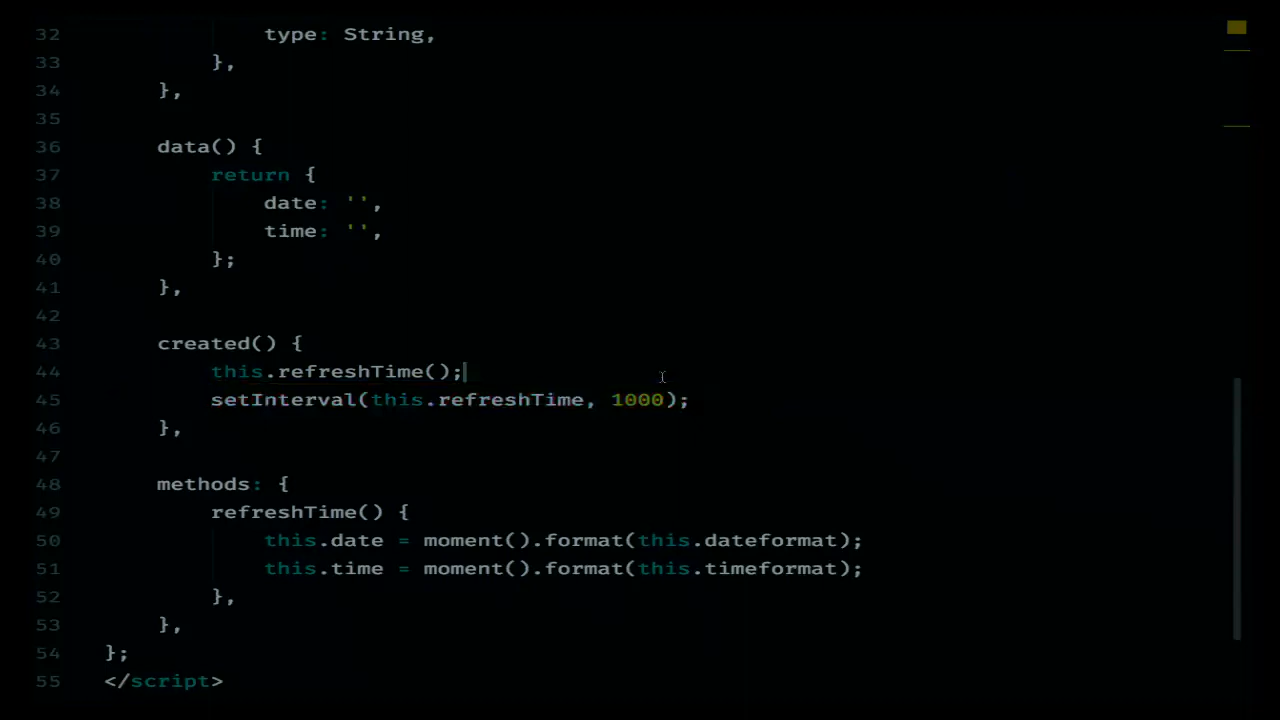 32 type: String,
33 },
34 },
35
36 data() {
37 return {
38 date: '',
39 time: '',
40 };
41 },
42
43 created() {
44 this.refreshTime();
45 setInterval(this.refreshTime, 1000);
46 },
47
48 methods: {
49 refreshTime() {
50 this.date = moment().format(this.dateformat);
51 this.time = moment().format(this.timeformat);
52 },
53 },
54 };
55 </script>